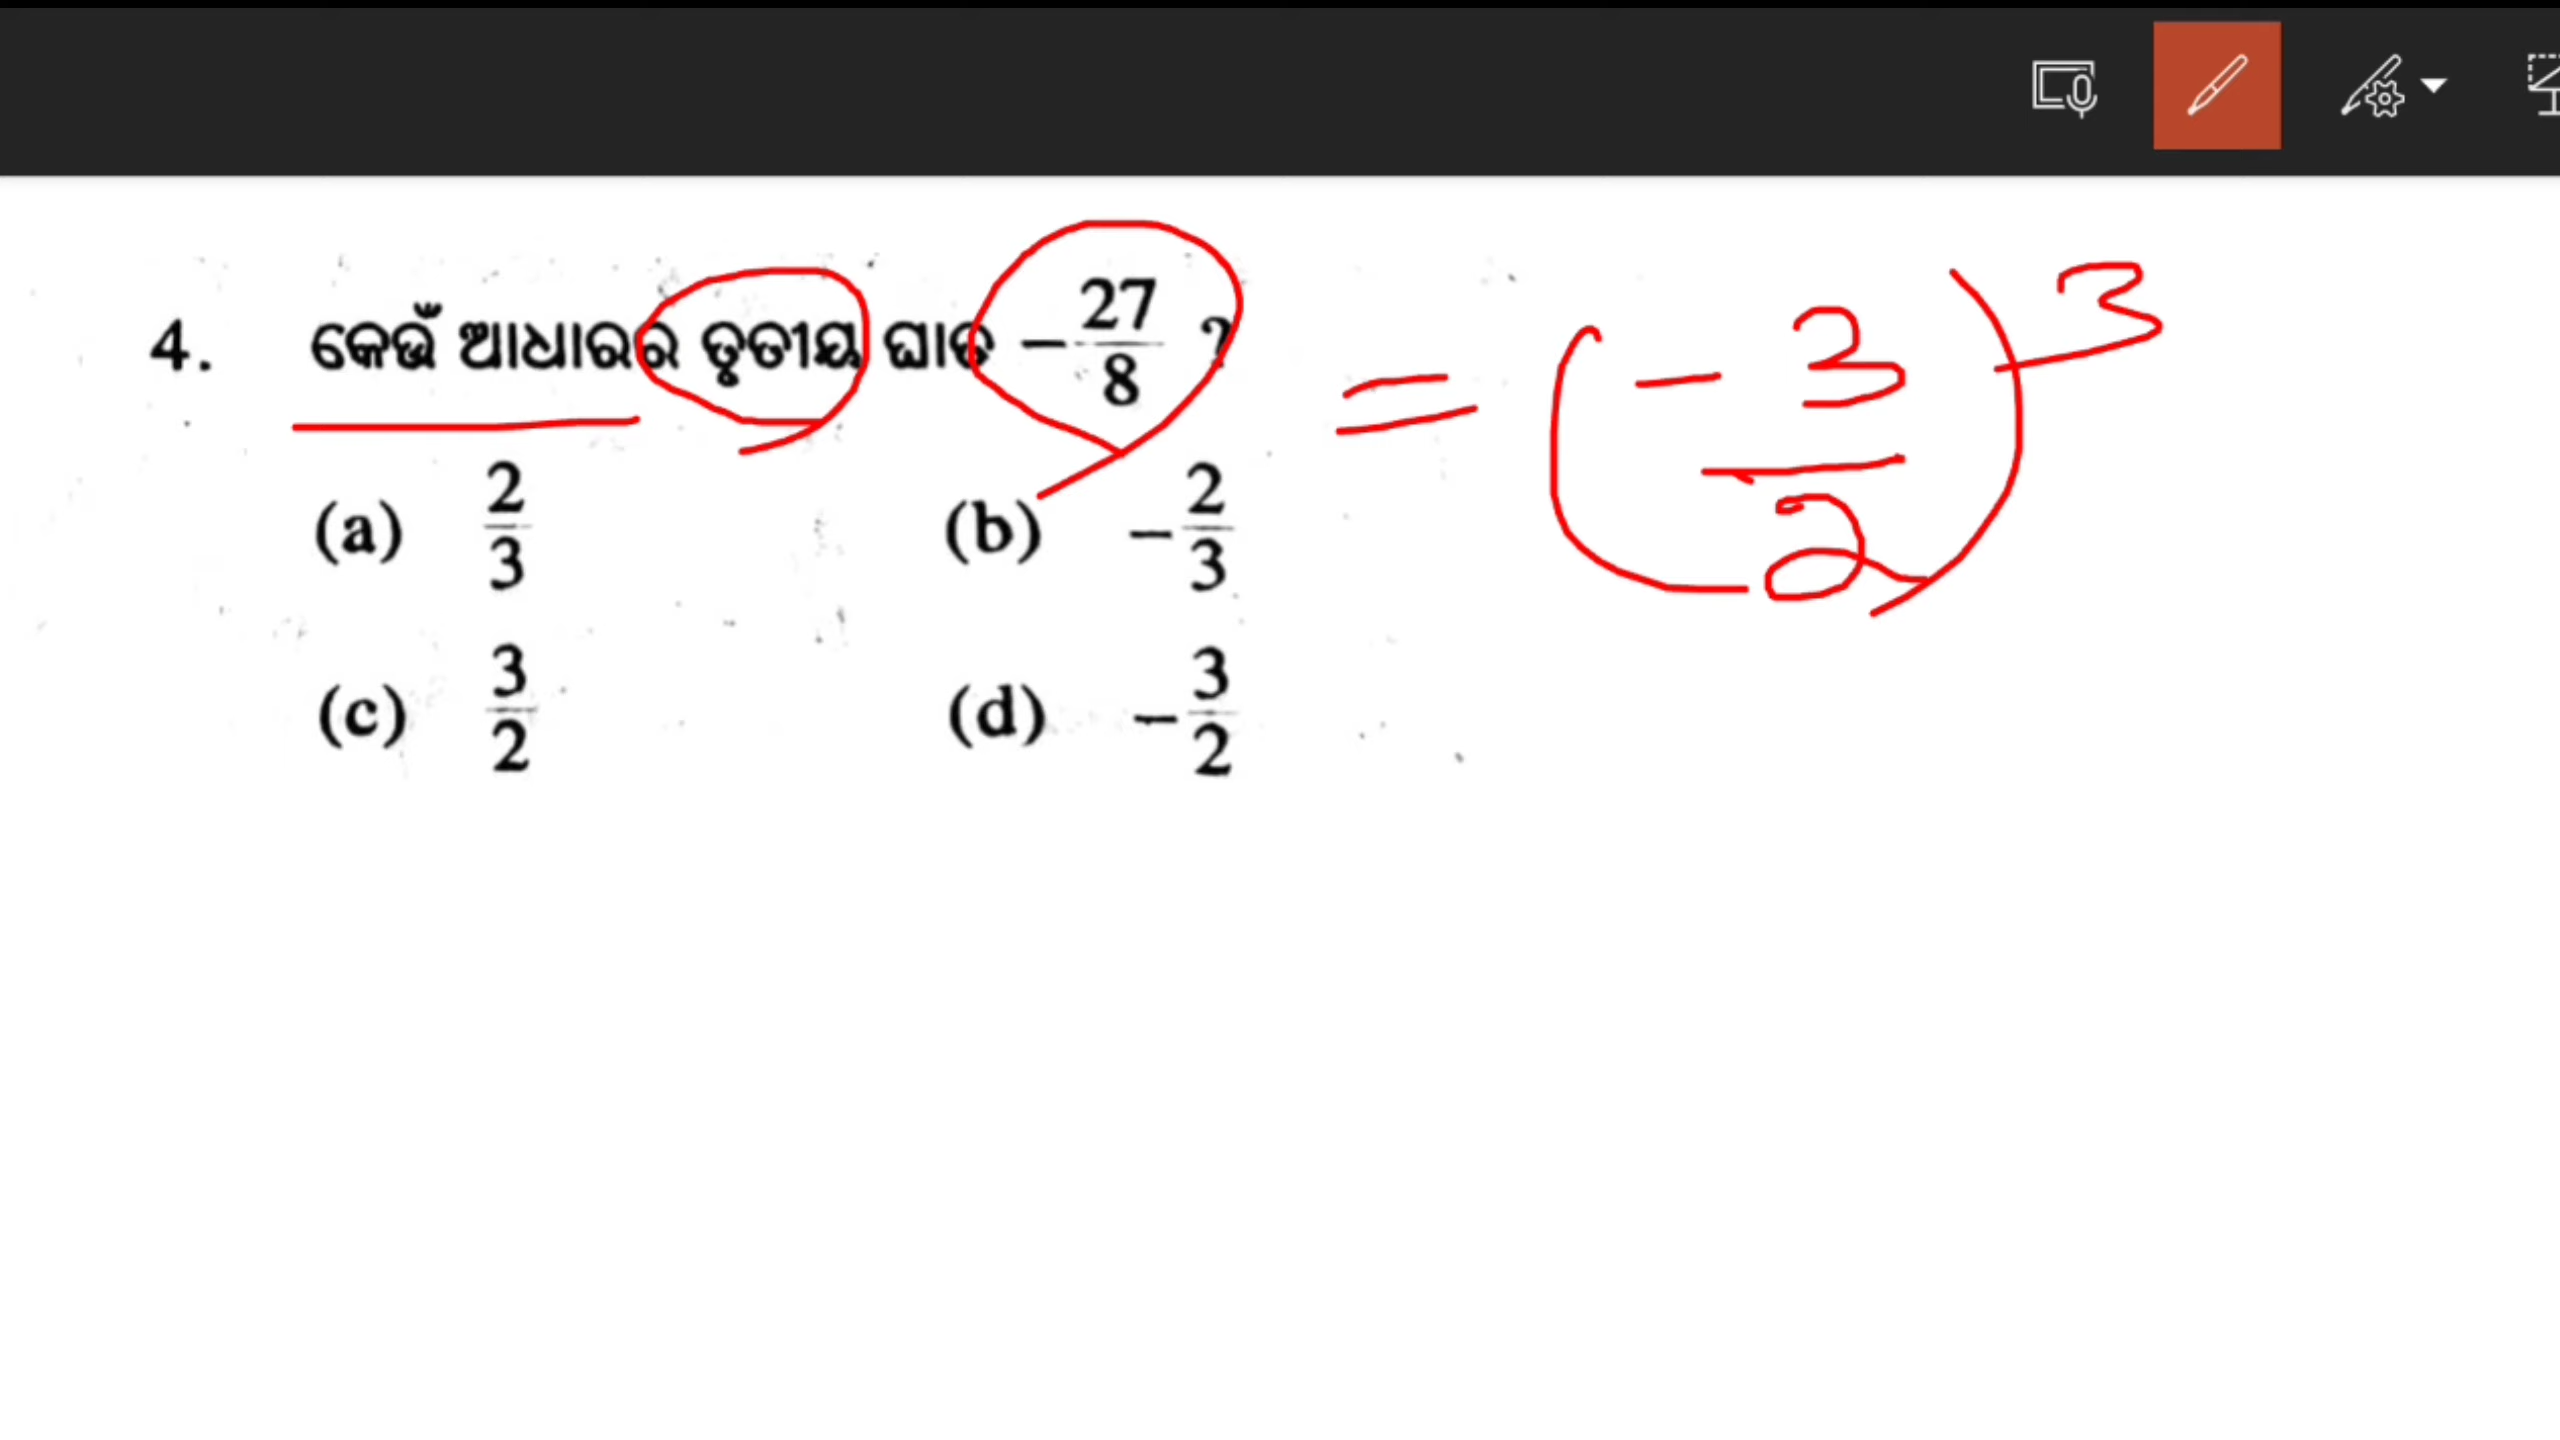 4. କେଉଁ ଆଧାରର ତୃତୀୟ ଘାତ -27/8 ? = (-3/2)^3
(a) 2/3 (b) -2/3
(c) 3/2 (d) -3/2